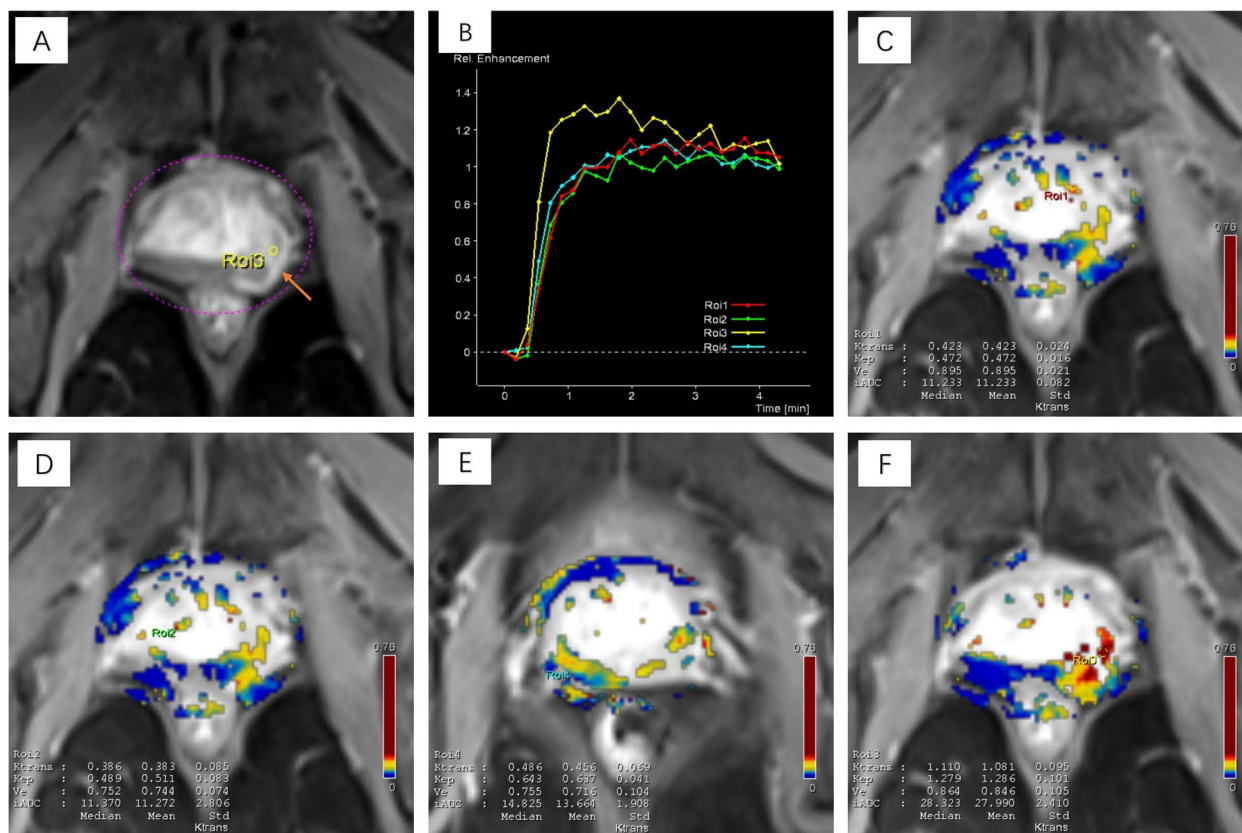 A
Roi3
B
Rel. Enhancement
1.4
1.2
1
0.8
0.6
0.4
0.2
0
Roi1
Roi2
Roi3
Roi4
0
1
2
3
4
Time [min]
C
Roi1
0.76
0
Roi1
Ktrans : 0.423 0.423 0.024
Kep : 0.472 0.472 0.016
Ve : 0.895 0.895 0.021
iAUC : 11.233 11.233 0.082
Median Mean Std
Ktrans
D
Roi2
0.76
0
Roi2
Ktrans : 0.386 0.383 0.085
Kep : 0.489 0.511 0.083
Ve : 0.752 0.744 0.074
iAUC : 11.370 11.272 2.806
Median Mean Std
Ktrans
E
Roi4
0.76
0
Roi4
Ktrans : 0.486 0.456 0.069
Kep : 0.643 0.637 0.041
Ve : 0.755 0.716 0.104
iAUC : 14.825 13.664 1.908
Median Mean Std
Ktrans
F
Roi3
0.76
0
Roi3
Ktrans : 1.110 1.081 0.095
Kep : 1.279 1.286 0.101
Ve : 0.864 0.846 0.105
iAUC : 28.323 27.990 2.410
Median Mean Std
Ktrans